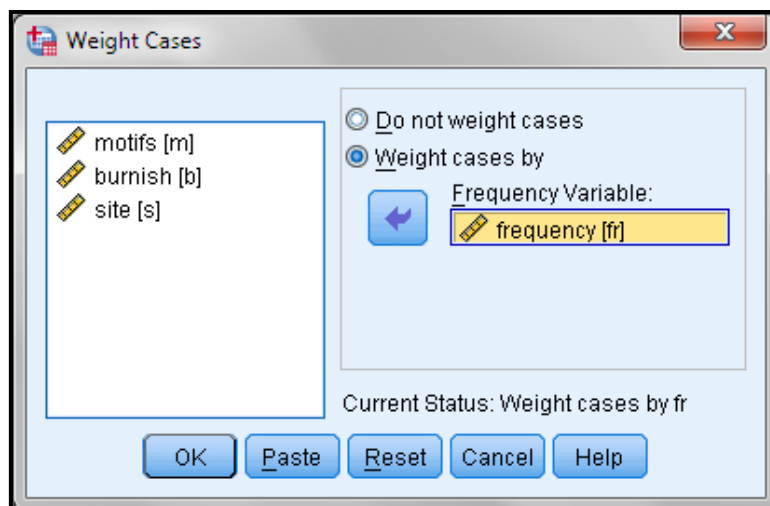 Weight Cases
motifs [m]
burnish [b]
site [s]
Do not weight cases
Weight cases by
Frequency Variable:
frequency [fr]
Current Status: Weight cases by fr
OK Paste Reset Cancel Help